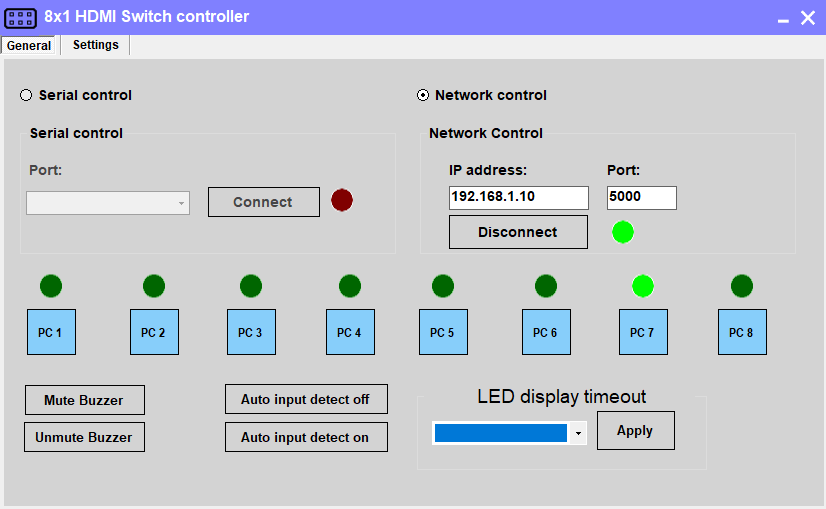 8x1 HDMI Switch controller
General Settings
Serial control
Network control
Serial control
Port:
Connect
Network Control
IP address: Port:
192.168.1.10 5000
Disconnect
PC 1 PC 2 PC 3 PC 4 PC 5 PC 6 PC 7 PC 8
Mute Buzzer
Unmute Buzzer
Auto input detect off
Auto input detect on
LED display timeout
Apply